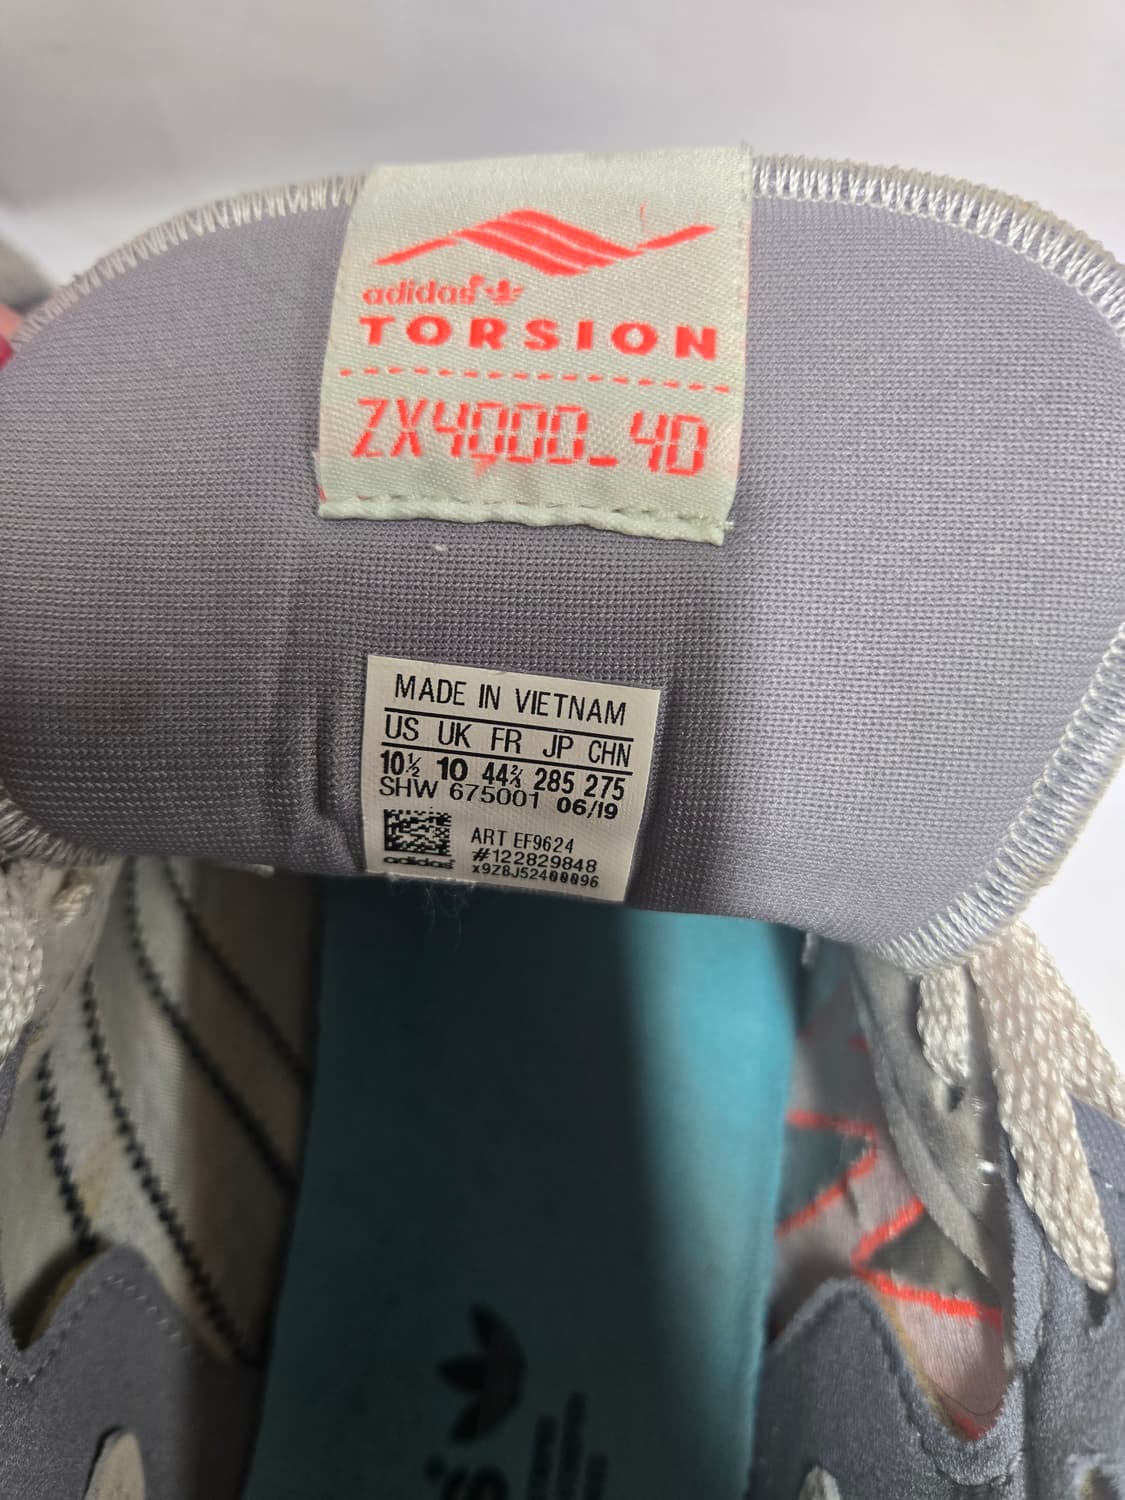 adidas
TORSION
ZX4000_4D
MADE IN VIETNAM
US UK FR JP CHN
10½ 10 44⅔ 285 275
SHW 675001 06/19
ART EF9624
#122829848
adidas
x9Z8J52400096